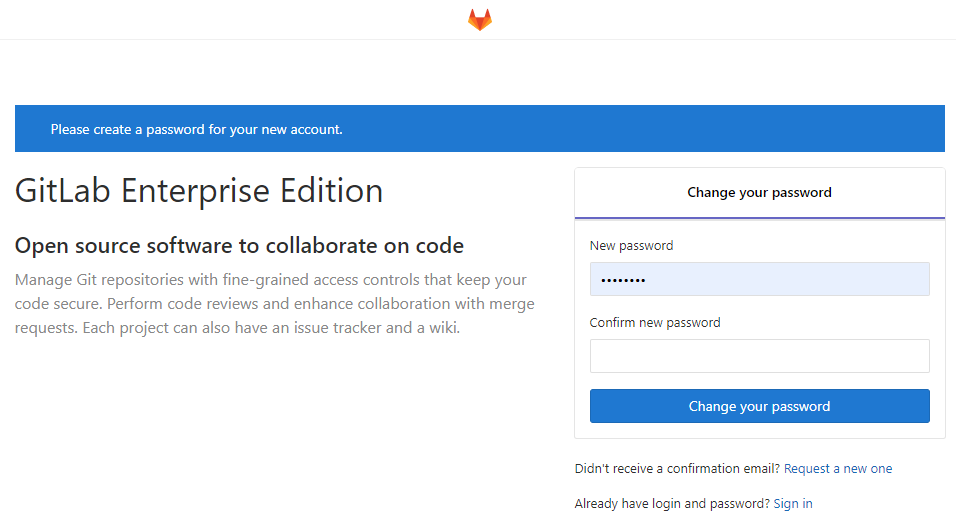 Please create a password for your new account.
GitLab Enterprise Edition
Open source software to collaborate on code
Manage Git repositories with fine-grained access controls that keep your
code secure. Perform code reviews and enhance collaboration with merge
requests. Each project can also have an issue tracker and a wiki.
Change your password
New password
••••••••
Confirm new password
Change your password
Didn't receive a confirmation email? Request a new one
Already have login and password? Sign in